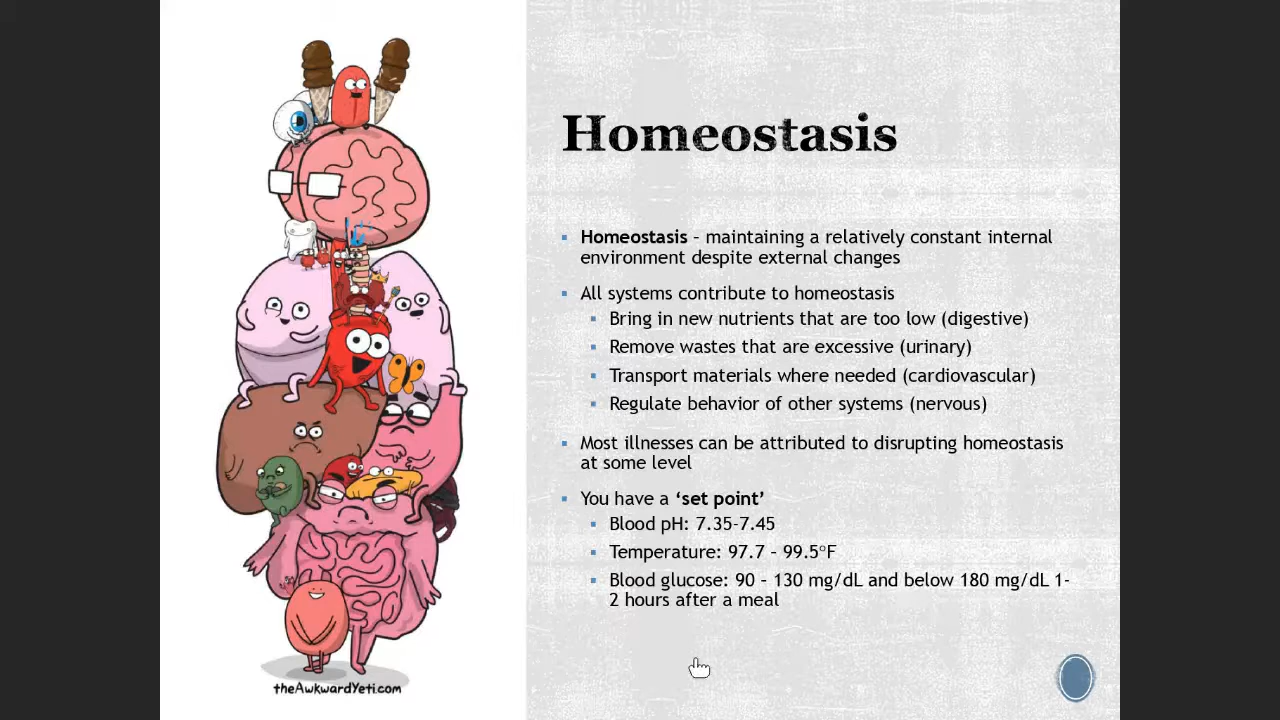 Homeostasis
Homeostasis – maintaining a relatively constant internal
environment despite external changes
All systems contribute to homeostasis
Bring in new nutrients that are too low (digestive)
Remove wastes that are excessive (urinary)
Transport materials where needed (cardiovascular)
Regulate behavior of other systems (nervous)
Most illnesses can be attributed to disrupting homeostasis
at some level
You have a ‘set point’
Blood pH: 7.35-7.45
Temperature: 97.7 – 99.5°F
Blood glucose: 90 – 130 mg/dL and below 180 mg/dL 1-
2 hours after a meal
theAwkwardYeti.com